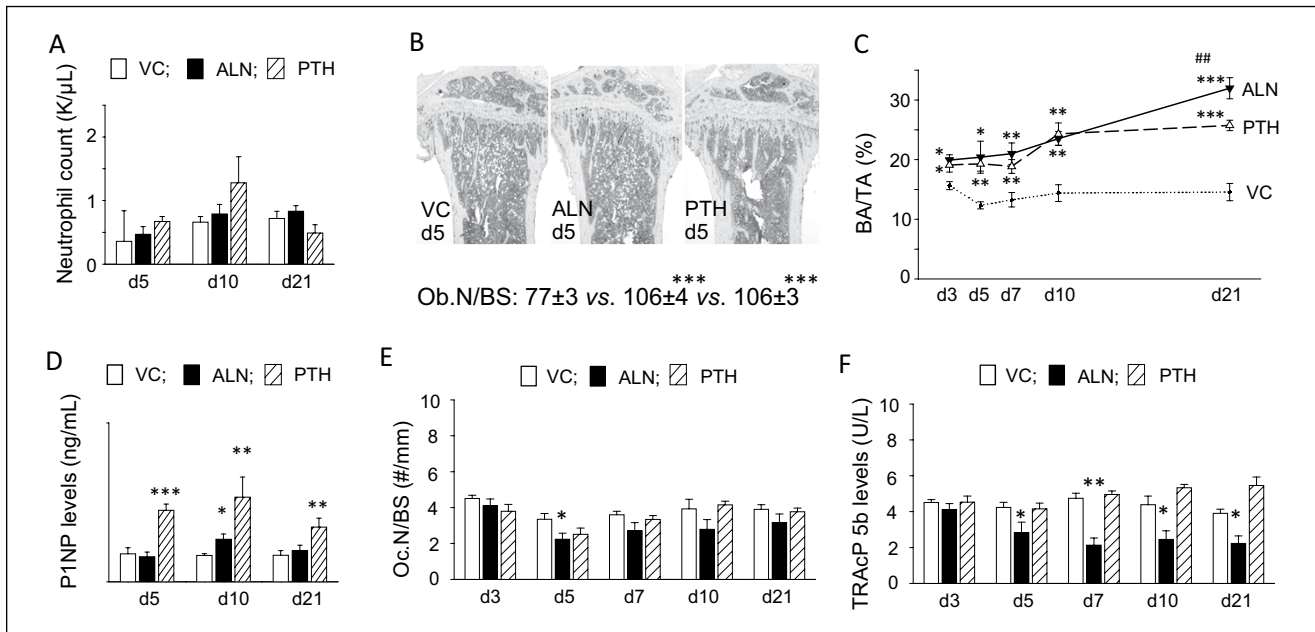 A
VC; ALN; PTH
Neutrophil count (K/μL)
2
1
0
d5 d10 d21
B
VC
d5
ALN
d5
PTH
d5
*** ***
Ob.N/BS: 77±3 vs. 106±4 vs. 106±3
C
BA/TA (%)
30
20
10
0
##
*** ALN
*** PTH
VC
* * ** **
* ** ** **
d3 d5 d7 d10 d21
D
VC; ALN; PTH
P1NP levels (ng/mL)
*** * ** **
d5 d10 d21
E
VC; ALN; PTH
Oc.N/BS (#/mm)
10
8
6
4
2
0
*
d3 d5 d7 d10 d21
F
VC; ALN; PTH
TRAcP 5b levels (U/L)
10
8
6
4
2
0
* ** * *
d3 d5 d7 d10 d21